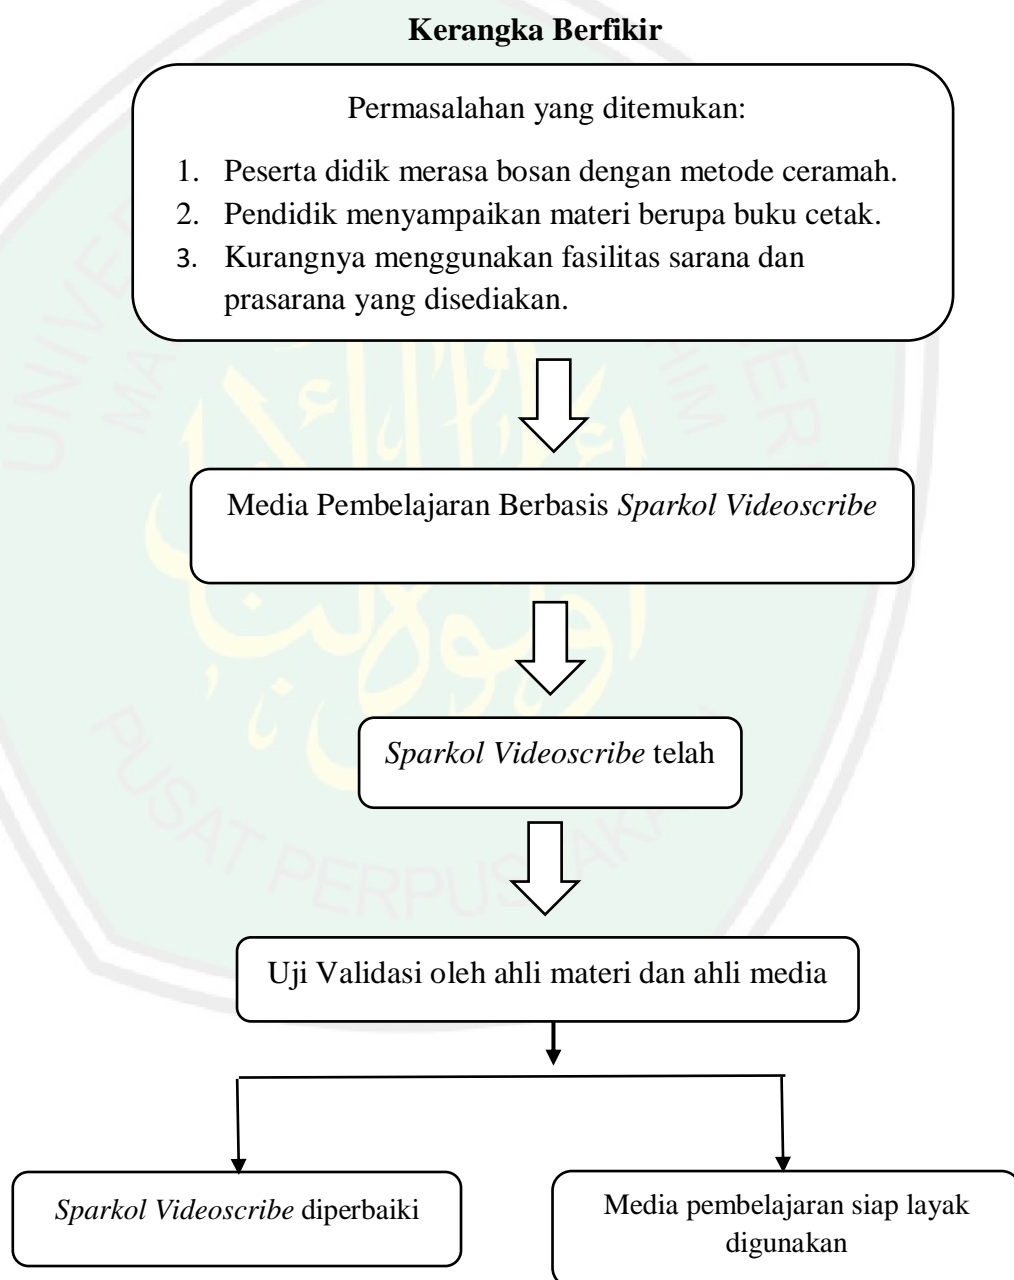 Kerangka Berfikir
Permasalahan yang ditemukan:
1. Peserta didik merasa bosan dengan metode ceramah.
2. Pendidik menyampaikan materi berupa buku cetak.
3. Kurangnya menggunakan fasilitas sarana dan
prasarana yang disediakan.
Media Pembelajaran Berbasis Sparkol Videoscribe
Sparkol Videoscribe telah
Uji Validasi oleh ahli materi dan ahli media
Sparkol Videoscribe diperbaiki
Media pembelajaran siap layak
digunakan
PUSAT PERPUSTAKAAN